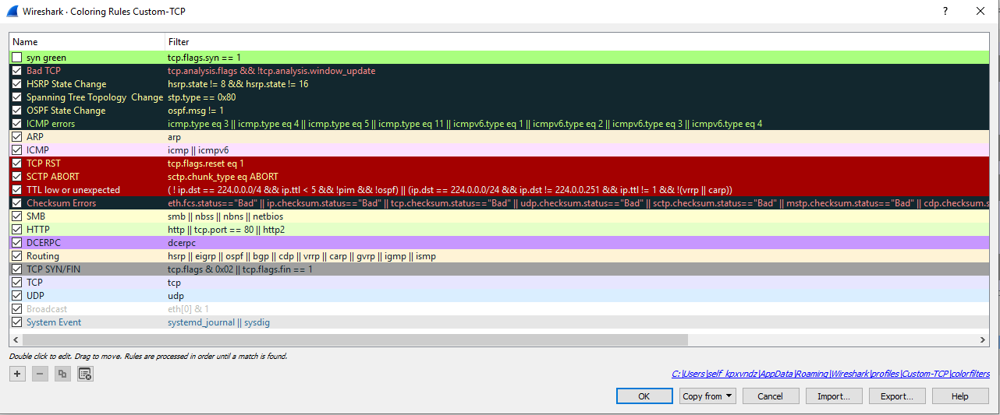 Wireshark · Coloring Rules Custom-TCP
Name Filter
syn green tcp.flags.syn == 1
Bad TCP tcp.analysis.flags && !tcp.analysis.window_update
HSRP State Change hsrp.state != 8 && hsrp.state != 16
Spanning Tree Topology  Change stp.type == 0x80
OSPF State Change ospf.msg != 1
ICMP errors icmp.type eq 3 || icmp.type eq 4 || icmp.type eq 5 || icmp.type eq 11 || icmpv6.type eq 1 || icmpv6.type eq 2 || icmpv6.type eq 3 || icmpv6.type eq 4
ARP arp
ICMP icmp || icmpv6
TCP RST tcp.flags.reset eq 1
SCTP ABORT sctp.chunk_type eq ABORT
TTL low or unexpected ( ! ip.dst == 224.0.0.0/4 && ip.ttl < 5 && !pim && !ospf) || (ip.dst == 224.0.0.0/24 && ip.dst != 224.0.0.251 && ip.ttl != 1 && !(vrrp || carp))
Checksum Errors eth.fcs.status=="Bad" || ip.checksum.status=="Bad" || tcp.checksum.status=="Bad" || udp.checksum.status=="Bad" || sctp.checksum.status=="Bad" || mstp.checksum.status=="Bad" || cdp.checksum.s
SMB smb || nbss || nbns || netbios
HTTP http || tcp.port == 80 || http2
DCERPC dcerpc
Routing hsrp || eigrp || ospf || bgp || cdp || vrrp || carp || gvrp || igmp || ismp
TCP SYN/FIN tcp.flags & 0x02 || tcp.flags.fin == 1
TCP tcp
UDP udp
Broadcast eth[0] & 1
System Event systemd_journal || sysdig
Double click to edit. Drag to move. Rules are processed in order until a match is found.
C:\Users\self_kpxvndz\AppData\Roaming\Wireshark\profiles\Custom-TCP\colorfilters
OK Copy from Cancel Import... Export... Help